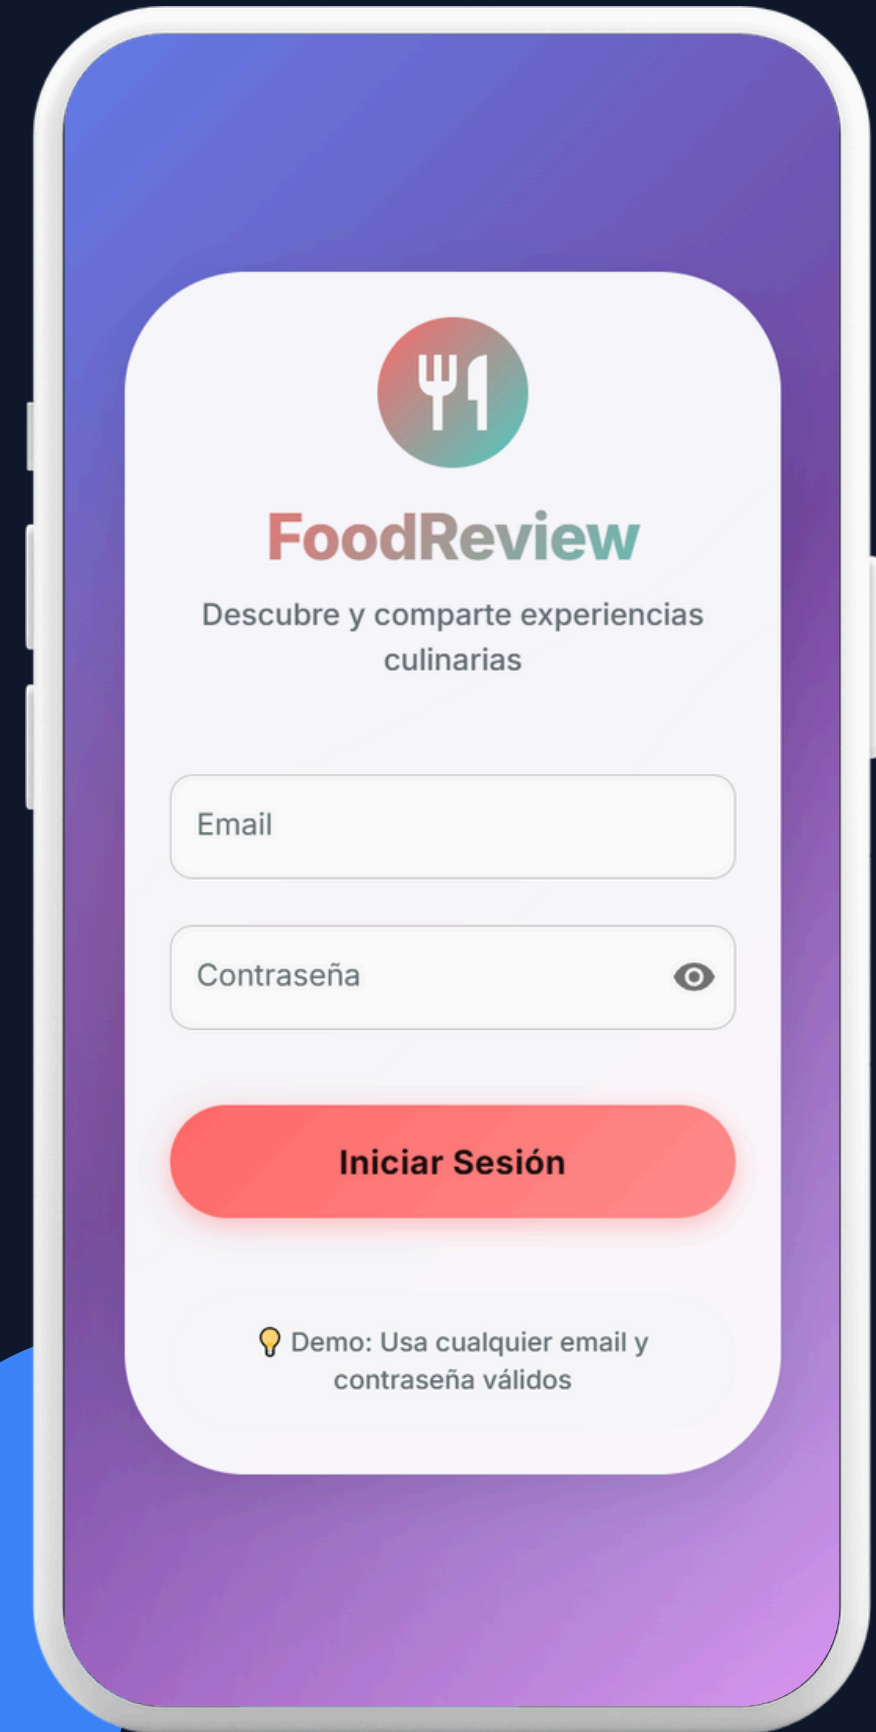 FoodReview
Descubre y comparte experiencias
culinarias
Email
Contraseña
Iniciar Sesión
💡 Demo: Usa cualquier email y
contraseña válidos